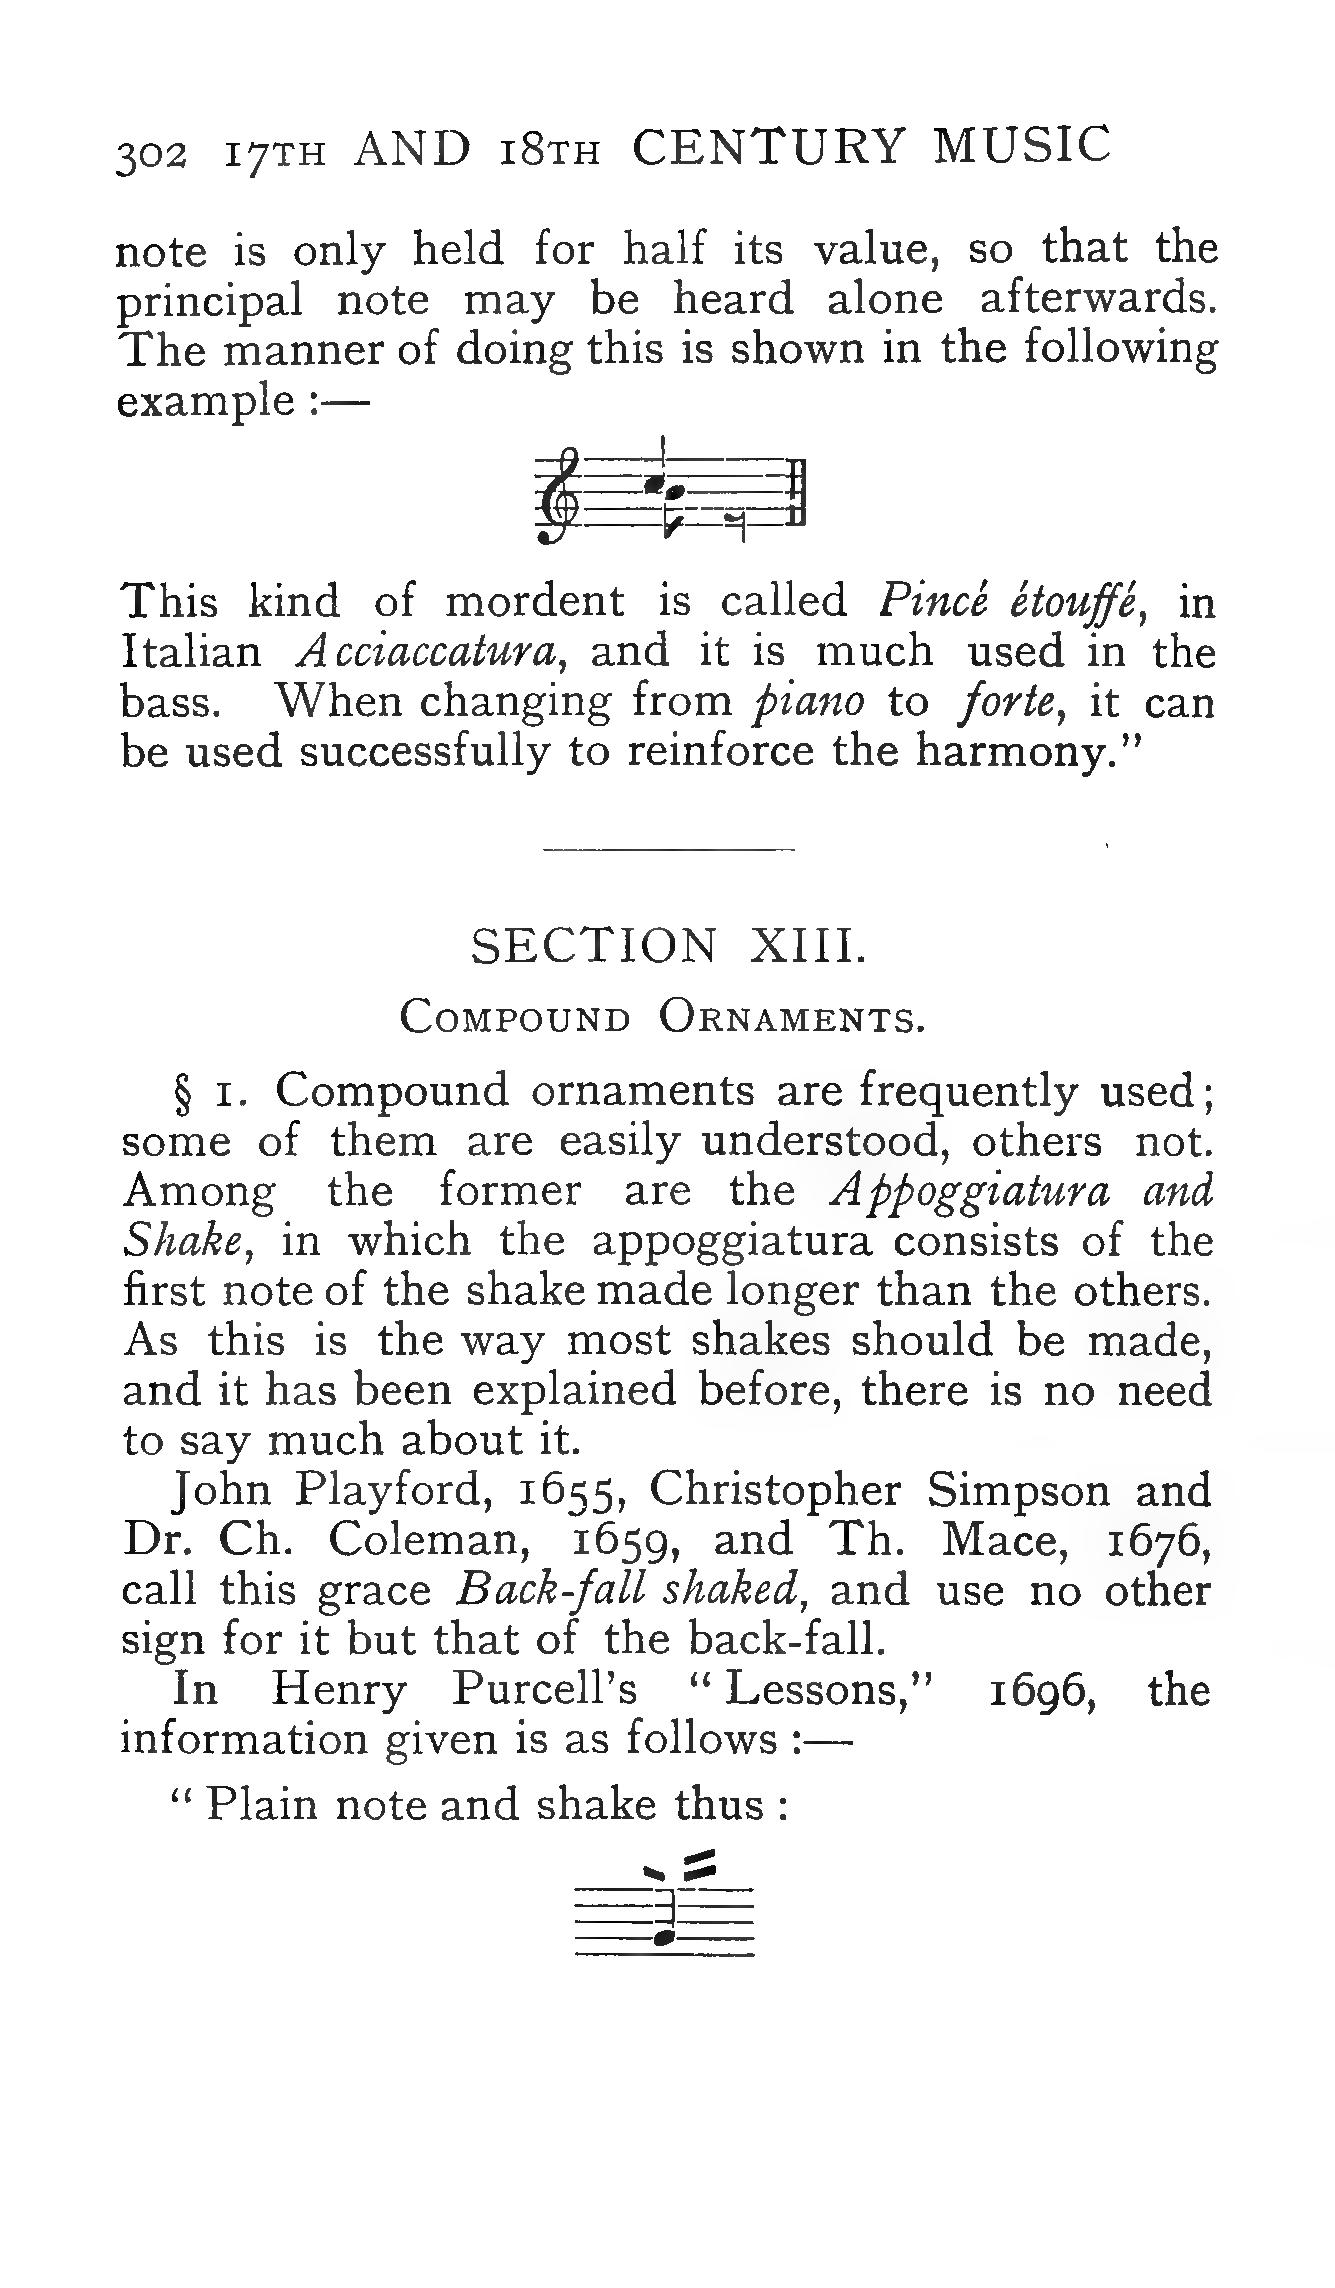 302 17TH AND 18TH CENTURY MUSIC
note is only held for half its value, so that the
principal note may be heard alone afterwards.
The manner of doing this is shown in the following
example :—
This kind of mordent is called Pincé étouffé, in
Italian Acciaccatura, and it is much used in the
bass. When changing from piano to forte, it can
be used successfully to reinforce the harmony."
SECTION XIII.
COMPOUND ORNAMENTS.
§ 1. Compound ornaments are frequently used;
some of them are easily understood, others not.
Among the former are the Appoggiatura and
Shake, in which the appoggiatura consists of the
first note of the shake made longer than the others.
As this is the way most shakes should be made,
and it has been explained before, there is no need
to say much about it.
John Playford, 1655, Christopher Simpson and
Dr. Ch. Coleman, 1659, and Th. Mace, 1676,
call this grace Back-fall shaked, and use no other
sign for it but that of the back-fall.
In Henry Purcell's "Lessons," 1696, the
information given is as follows :—
"Plain note and shake thus :